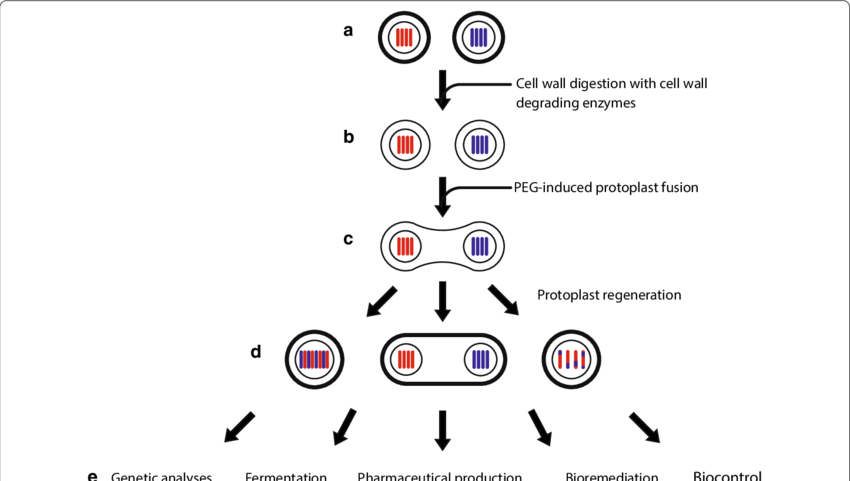 a
Cell wall digestion with cell wall
degrading enzymes
b
PEG-induced protoplast fusion
c
Protoplast regeneration
d
e Genetic analyses Fermentation Pharmaceutical production Bioremediation Biocontrol